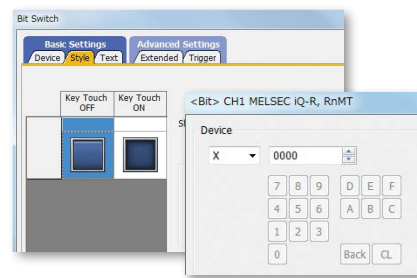 Bit Switch
Basic Settings
Advanced Settings
Device Style Text
Extended Trigger
Key Touch OFF
Key Touch ON
<Bit> CH1 MELSEC iQ-R, RnMT
Device
X 0000
7 8 9 D E F
4 5 6 A B C
1 2 3
0 Back CL